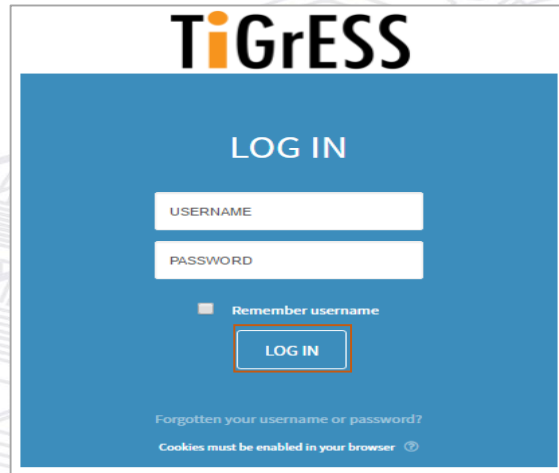 TiGrESS
LOG IN
USERNAME
PASSWORD
Remember username
LOG IN
Forgotten your username or password?
Cookies must be enabled in your browser ?